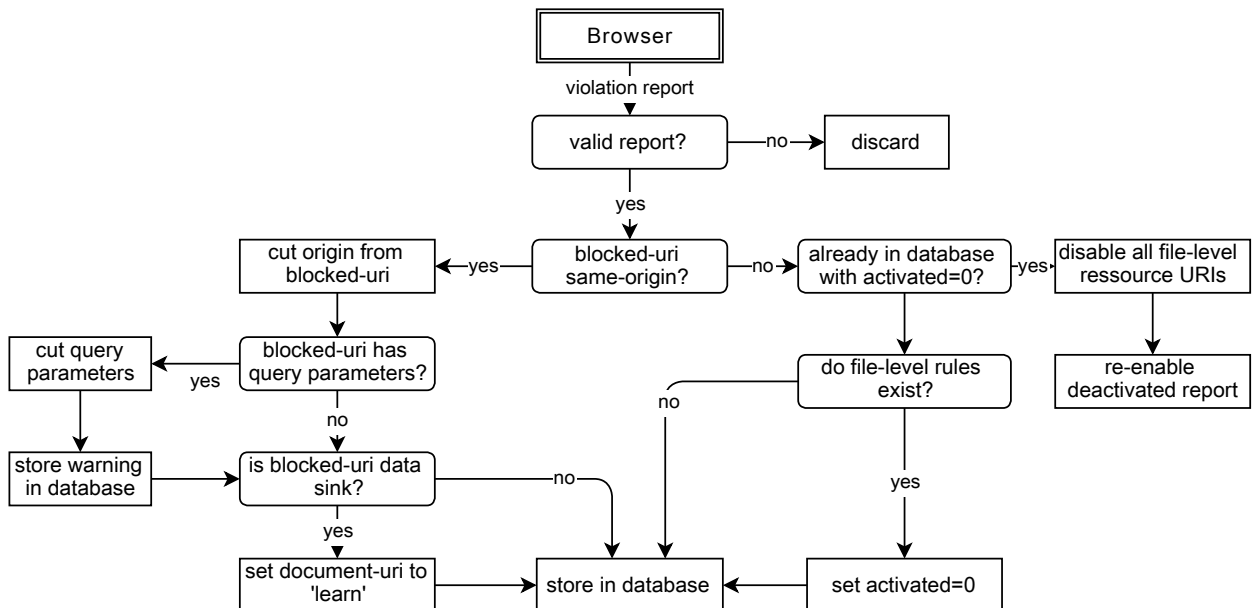 Browser
violation report
valid report?
no
discard
yes
cut origin from
blocked-uri
yes
blocked-uri
same-origin?
no
already in database
with activated=0?
yes
disable all file-level
ressource URIs
cut query
parameters
yes
blocked-uri has
query parameters?
do file-level rules
exist?
re-enable
deactivated report
no
no
store warning
in database
is blocked-uri data
sink?
no
yes
yes
set document-uri to
'learn'
store in database
set activated=0